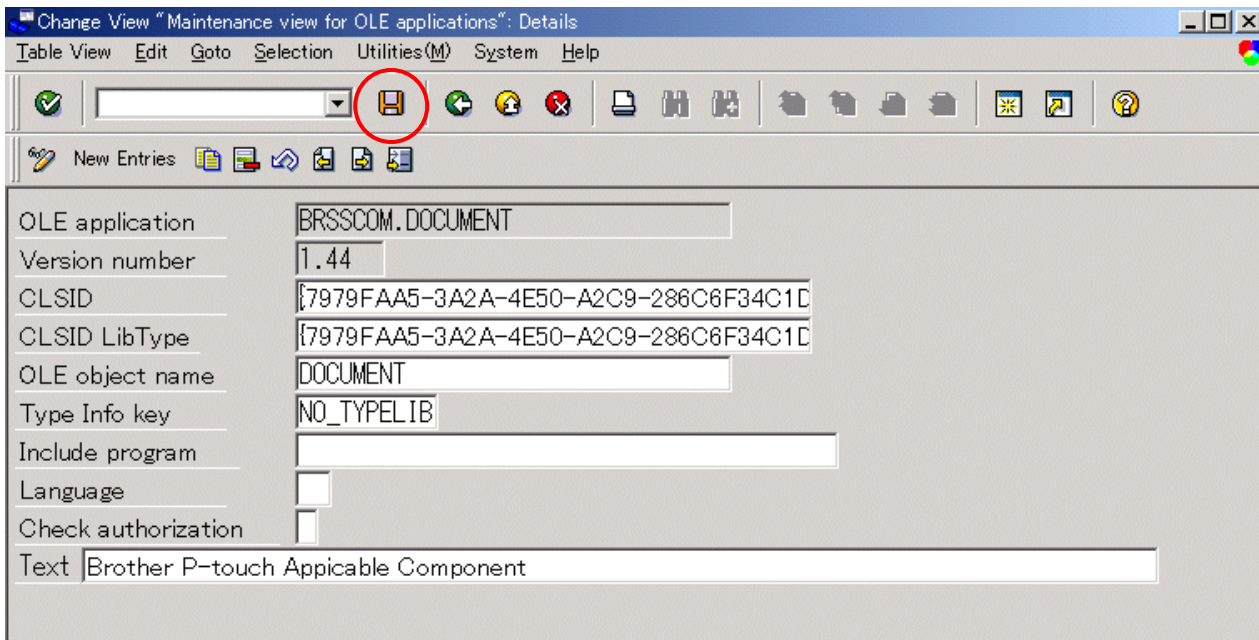 Change View "Maintenance view for OLE applications": Details
Table View Edit Goto Selection Utilities(M) System Help
New Entries
OLE application BRSSCOM.DOCUMENT
Version number 1.44
CLSID {7979FAA5-3A2A-4E50-A2C9-286C6F34C1D
CLSID LibType {7979FAA5-3A2A-4E50-A2C9-286C6F34C1D
OLE object name DOCUMENT
Type Info key NO_TYPELIB
Include program
Language
Check authorization
Text Brother P-touch Appicable Component